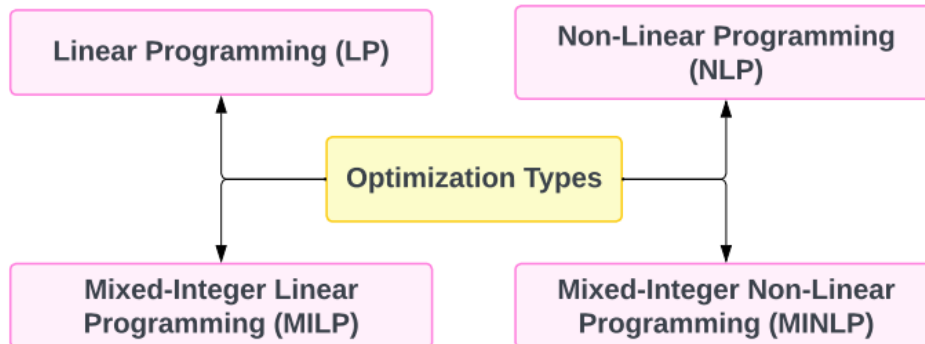 Linear Programming (LP)
Non-Linear Programming
(NLP)
Optimization Types
Mixed-Integer Linear
Programming (MILP)
Mixed-Integer Non-Linear
Programming (MINLP)